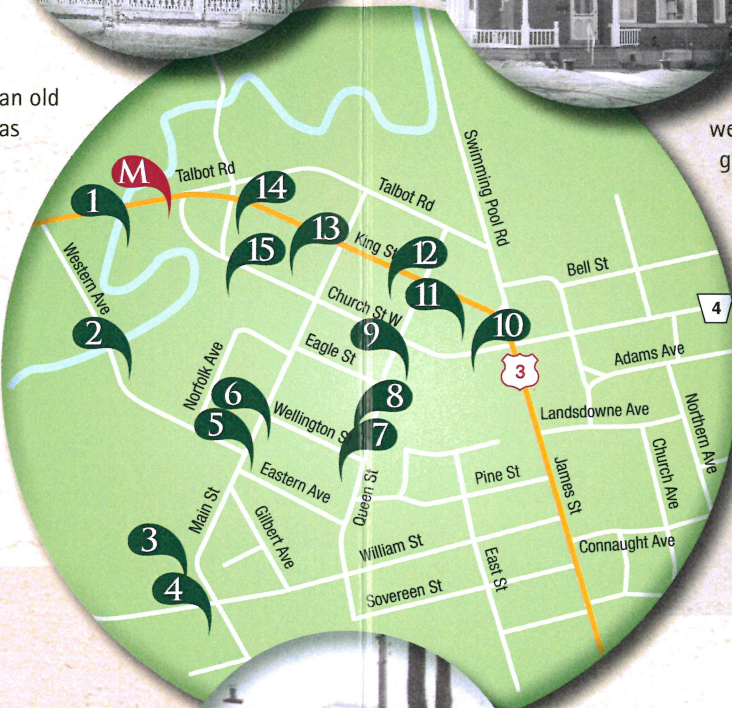 an old
as
we
g
M
1
Talbot Rd
14
Talbot Rd
Swimming Pool Rd
13
King St
12
15
Bell St
Western Ave
11
Church St W
4
2
9
10
Eagle St
3
Adams Ave
Norfolk Ave
6
8
Wellington S
Landsdowne Ave
Northern Ave
5
7
Eastern Ave
Queen St
Pine St
James St
Church Ave
Main St
Gilbert Ave
3
William St
East St
Connaught Ave
4
Sovereen St